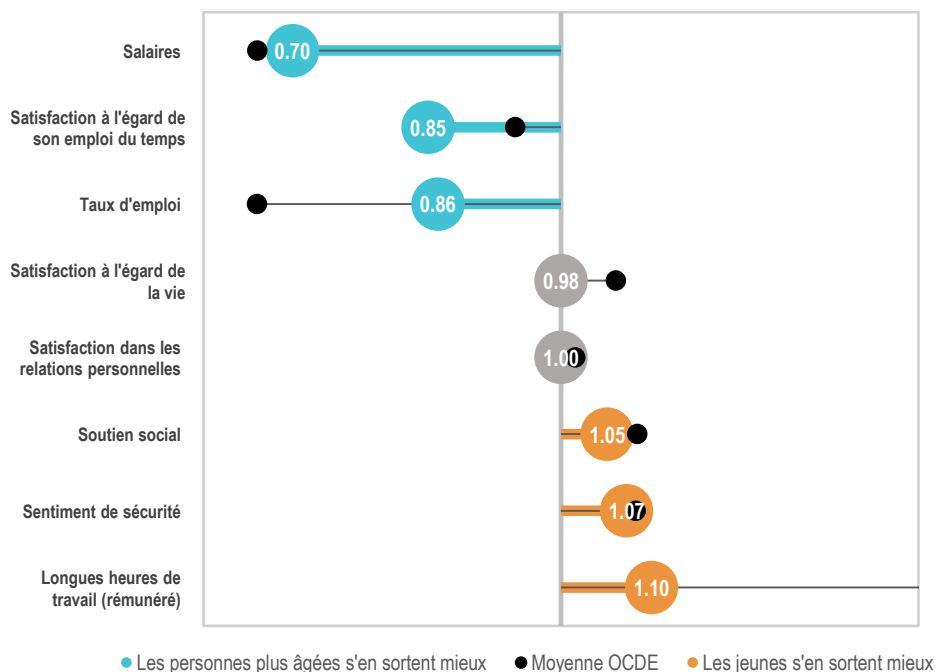 Salaires
0.70
Satisfaction à l'égard de
son emploi du temps
0.85
Taux d'emploi
0.86
Satisfaction à l'égard de
la vie
0.98
Satisfaction dans les
relations personnelles
1.00
Soutien social
1.05
Sentiment de sécurité
1.07
Longues heures de
travail (rémunéré)
1.10
Les personnes plus âgées s'en sortent mieux
Moyenne OCDE
Les jeunes s'en sortent mieux